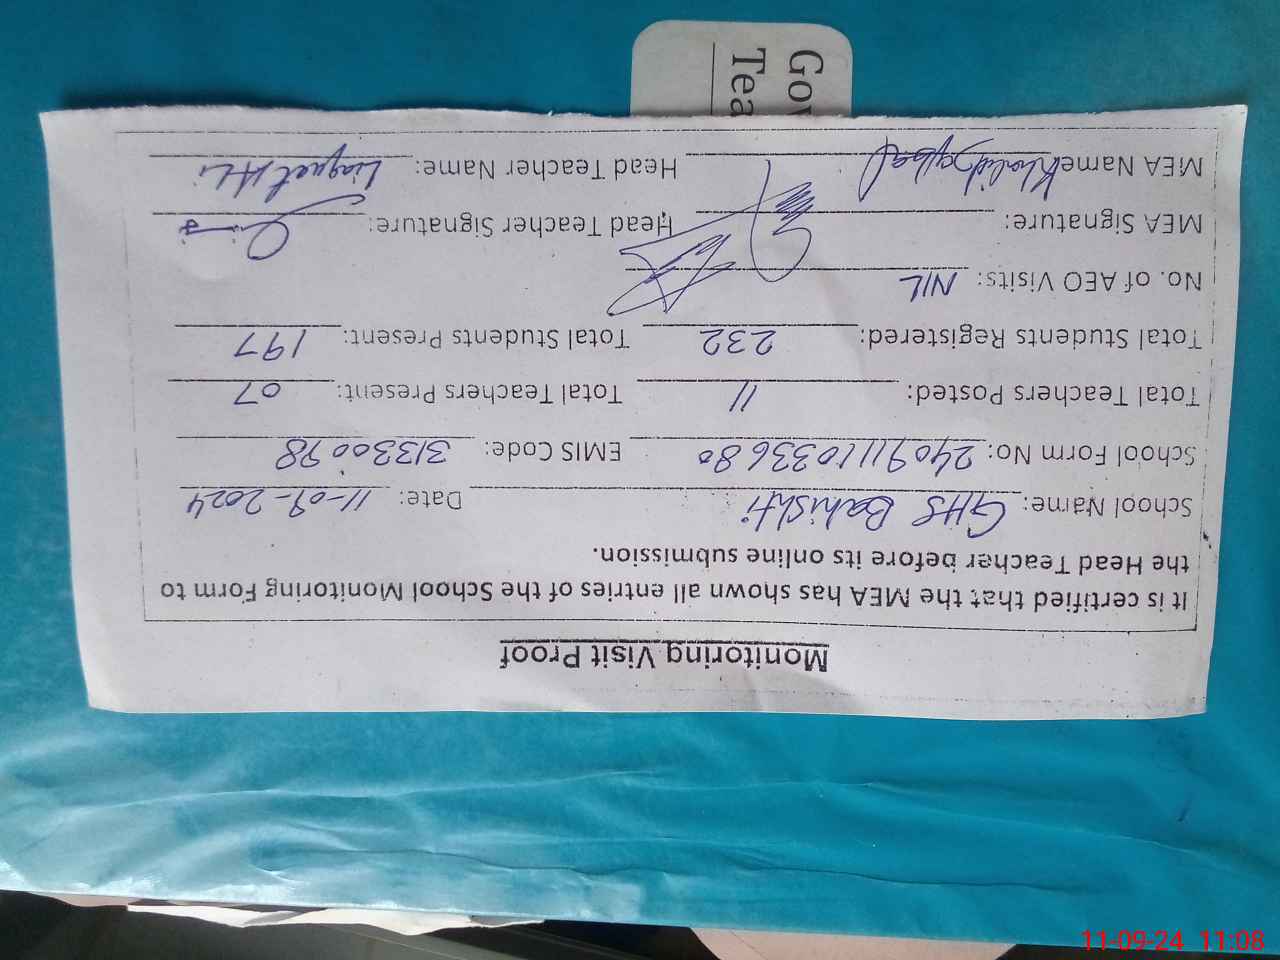 Monitoring Visit Proof
It is certified that the MEA has shown all entries of the School Monitoring Form to
the Head Teacher before its online submission.
School Name: GHS Bahishti Date: 11-09-2024
School Form No: 2409111033680 EMIS Code: 31330098
Total Teachers Posted: 11 Total Teachers Present: 07
Total Students Registered: 232 Total Students Present: 197
No. of AEO Visits: NIL
MEA Signature: Head Teacher Signature:
MEA Name: Khalid Iqbal Head Teacher Name: Liaquat Ali
Gov
Tea
11-09-24 11:08